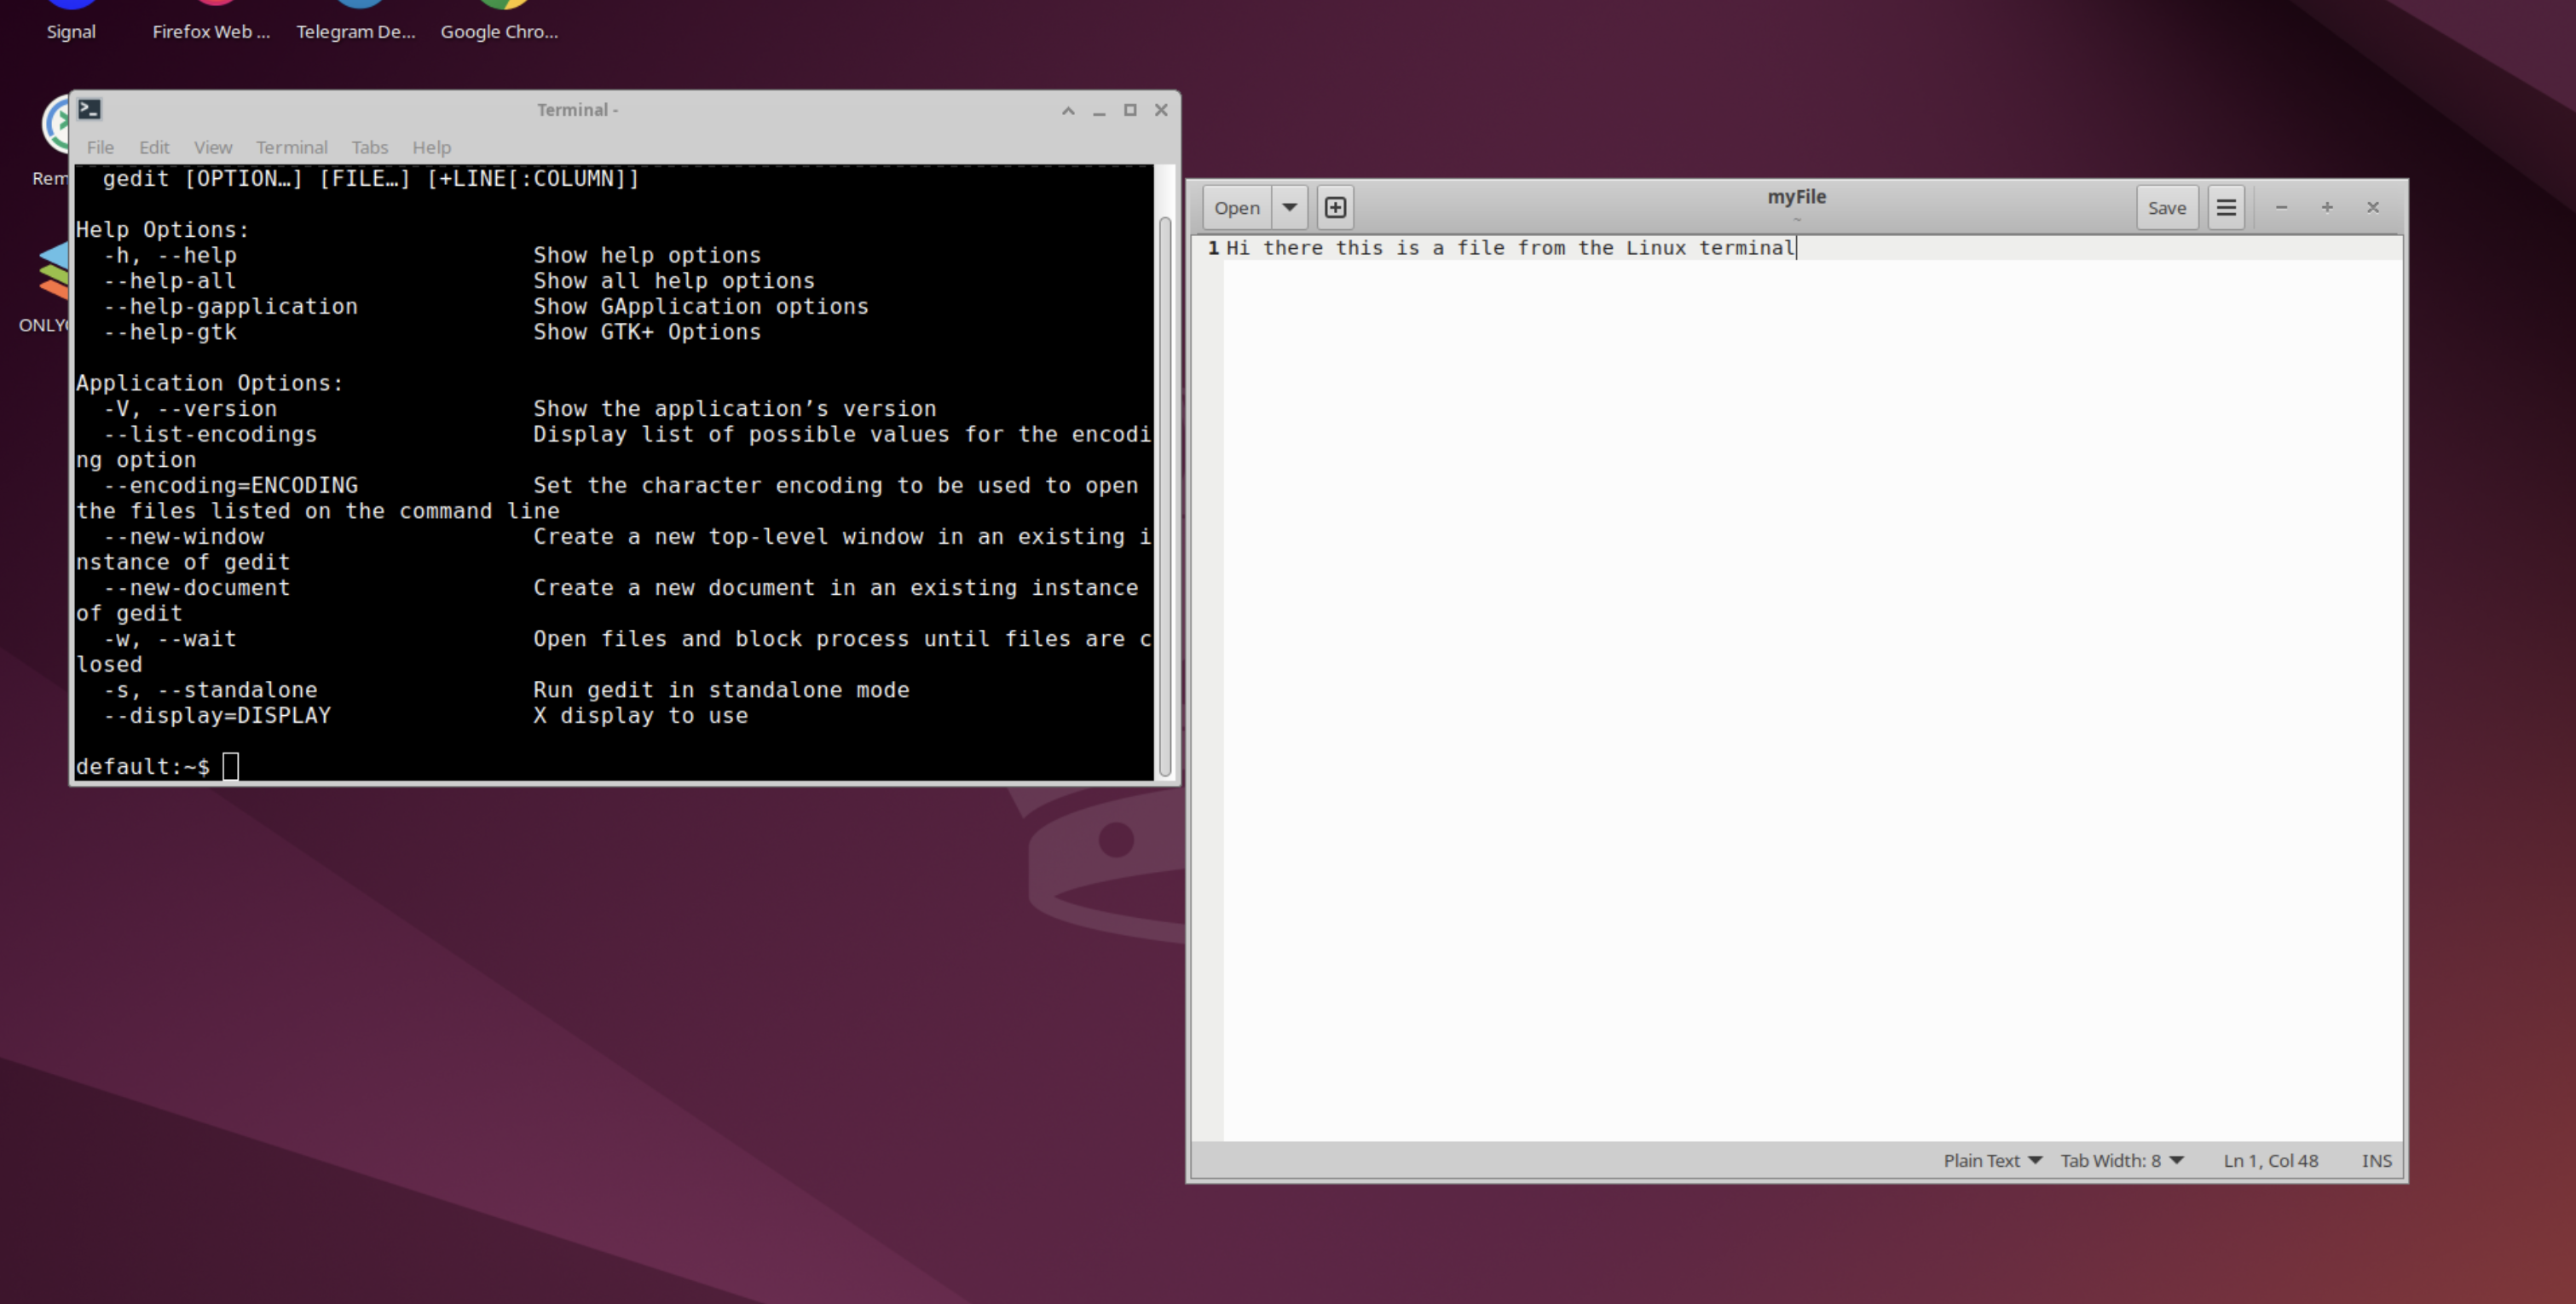 Signal Firefox Web ... Telegram De... Google Chro...
Rem
ONLY
Terminal -
File Edit View Terminal Tabs Help
gedit [OPTION…] [FILE…] [+LINE[:COLUMN]]
Help Options:
-h, --help Show help options
--help-all Show all help options
--help-gapplication Show GApplication options
--help-gtk Show GTK+ Options
Application Options:
-V, --version Show the application’s version
--list-encodings Display list of possible values for the encodi
ng option
--encoding=ENCODING Set the character encoding to be used to open
the files listed on the command line
--new-window Create a new top-level window in an existing i
nstance of gedit
--new-document Create a new document in an existing instance
of gedit
-w, --wait Open files and block process until files are c
losed
-s, --standalone Run gedit in standalone mode
--display=DISPLAY X display to use
default:~$
Open myFile Save
~
1 Hi there this is a file from the Linux terminal
Plain Text Tab Width: 8 Ln 1, Col 48 INS